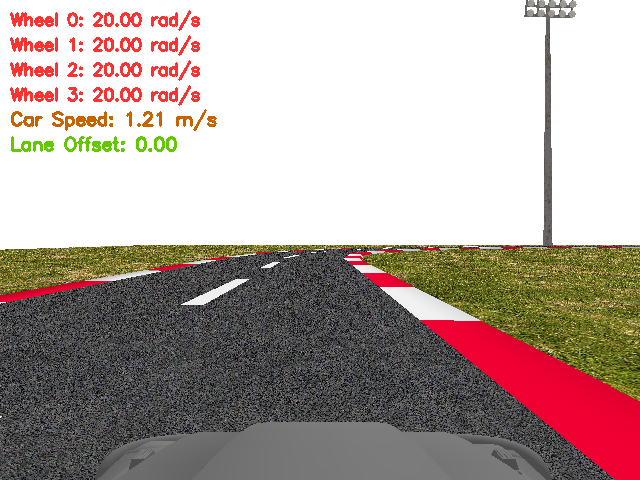 Wheel 0: 20.00 rad/s
Wheel 1: 20.00 rad/s
Wheel 2: 20.00 rad/s
Wheel 3: 20.00 rad/s
Car Speed: 1.21 m/s
Lane Offset: 0.00